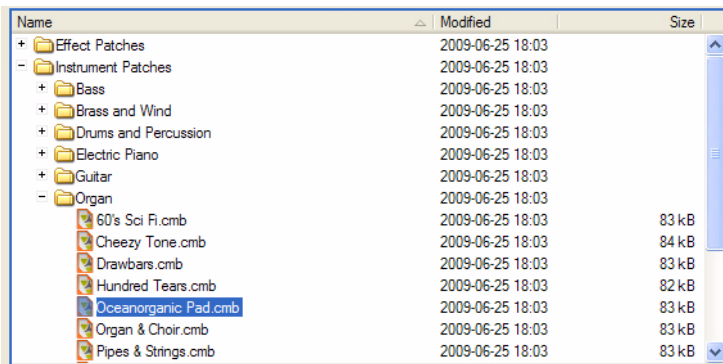 Name Modified Size
Effect Patches 2009-06-25 18:03
Instrument Patches 2009-06-25 18:03
Bass 2009-06-25 18:03
Brass and Wind 2009-06-25 18:03
Drums and Percussion 2009-06-25 18:03
Electric Piano 2009-06-25 18:03
Guitar 2009-06-25 18:03
Organ 2009-06-25 18:03
60's Sci Fi.cmb 2009-06-25 18:03 83 kB
Cheezy Tone.cmb 2009-06-25 18:03 84 kB
Drawbars.cmb 2009-06-25 18:03 83 kB
Hundred Tears.cmb 2009-06-25 18:03 82 kB
Oceanorganic Pad.cmb 2009-06-25 18:03 83 kB
Organ & Choir.cmb 2009-06-25 18:03 83 kB
Pipes & Strings.cmb 2009-06-25 18:03 83 kB